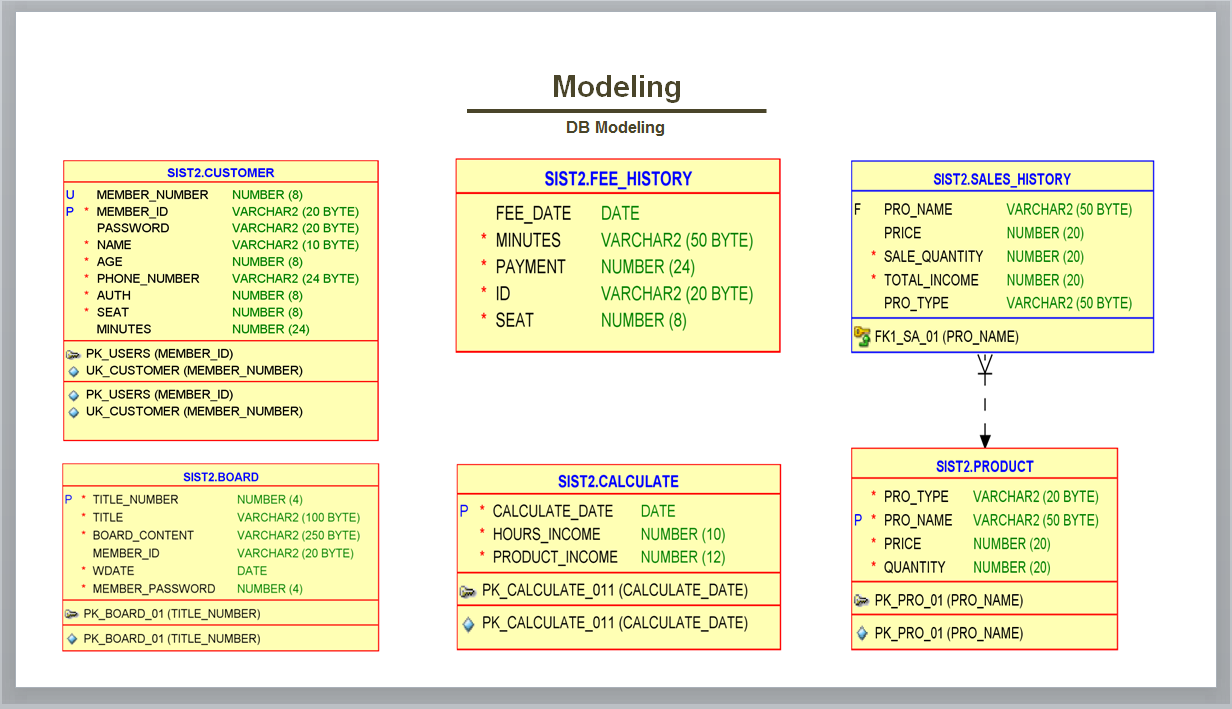 Modeling
DB Modeling
SIST2.CUSTOMER
U MEMBER_NUMBER NUMBER (8)
P * MEMBER_ID VARCHAR2 (20 BYTE)
PASSWORD VARCHAR2 (20 BYTE)
* NAME VARCHAR2 (10 BYTE)
* AGE NUMBER (8)
* PHONE_NUMBER VARCHAR2 (24 BYTE)
* AUTH NUMBER (8)
* SEAT NUMBER (8)
MINUTES NUMBER (24)
PK_USERS (MEMBER_ID)
UK_CUSTOMER (MEMBER_NUMBER)
PK_USERS (MEMBER_ID)
UK_CUSTOMER (MEMBER_NUMBER)
SIST2.FEE_HISTORY
FEE_DATE DATE
* MINUTES VARCHAR2 (50 BYTE)
* PAYMENT NUMBER (24)
* ID VARCHAR2 (20 BYTE)
* SEAT NUMBER (8)
SIST2.SALES_HISTORY
F PRO_NAME VARCHAR2 (50 BYTE)
PRICE NUMBER (20)
* SALE_QUANTITY NUMBER (20)
* TOTAL_INCOME NUMBER (20)
PRO_TYPE VARCHAR2 (50 BYTE)
FK1_SA_01 (PRO_NAME)
SIST2.BOARD
P * TITLE_NUMBER NUMBER (4)
* TITLE VARCHAR2 (100 BYTE)
* BOARD_CONTENT VARCHAR2 (250 BYTE)
MEMBER_ID VARCHAR2 (20 BYTE)
* WDATE DATE
* MEMBER_PASSWORD NUMBER (4)
PK_BOARD_01 (TITLE_NUMBER)
PK_BOARD_01 (TITLE_NUMBER)
SIST2.CALCULATE
P * CALCULATE_DATE DATE
* HOURS_INCOME NUMBER (10)
* PRODUCT_INCOME NUMBER (12)
PK_CALCULATE_011 (CALCULATE_DATE)
PK_CALCULATE_011 (CALCULATE_DATE)
SIST2.PRODUCT
* PRO_TYPE VARCHAR2 (20 BYTE)
P * PRO_NAME VARCHAR2 (50 BYTE)
* PRICE NUMBER (20)
* QUANTITY NUMBER (20)
PK_PRO_01 (PRO_NAME)
PK_PRO_01 (PRO_NAME)